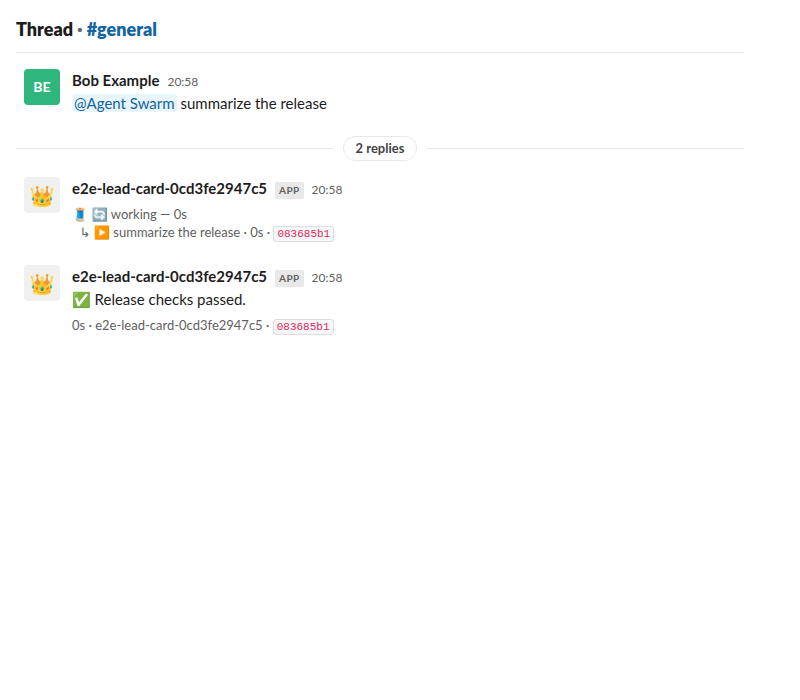 Thread • #general
BE
Bob Example 20:58
@Agent Swarm summarize the release
2 replies
e2e-lead-card-0cd3fe2947c5 APP 20:58
🧵 🔄 working — 0s
↳ ▶️ summarize the release · 0s · 083685b1
e2e-lead-card-0cd3fe2947c5 APP 20:58
✅ Release checks passed.
0s · e2e-lead-card-0cd3fe2947c5 · 083685b1